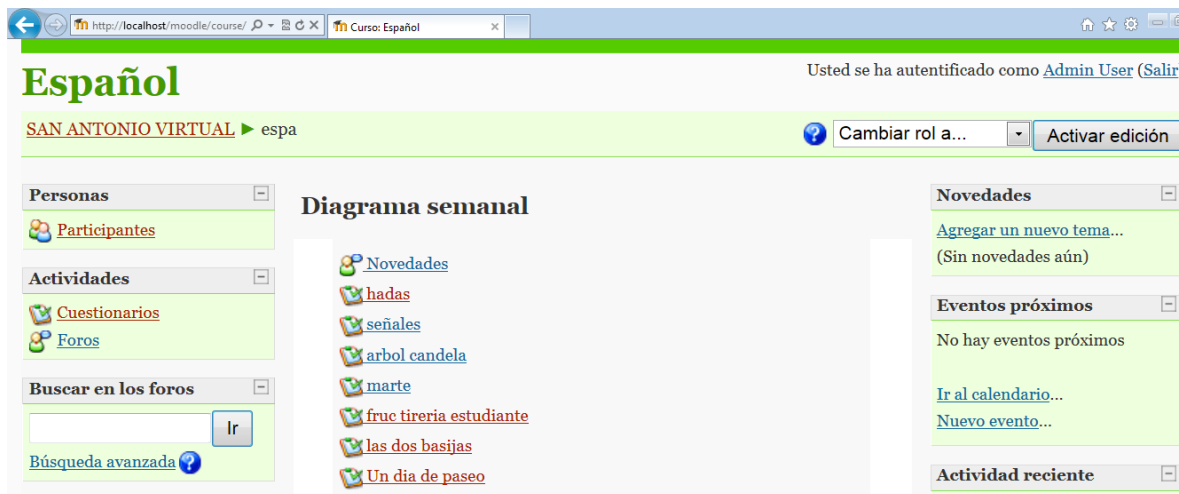 http://localhost/moodle/course/
Curso: Español
Español
Usted se ha autentificado como Admin User (Salir
SAN ANTONIO VIRTUAL ► espa
Cambiar rol a...
Activar edición
Personas
Participantes
Actividades
Cuestionarios
Foros
Buscar en los foros
Ir
Búsqueda avanzada
Diagrama semanal
Novedades
hadas
señales
arbol candela
marte
fruc tireria estudiante
las dos basijas
Un dia de paseo
Novedades
Agregar un nuevo tema...
(Sin novedades aún)
Eventos próximos
No hay eventos próximos
Ir al calendario...
Nuevo evento...
Actividad reciente